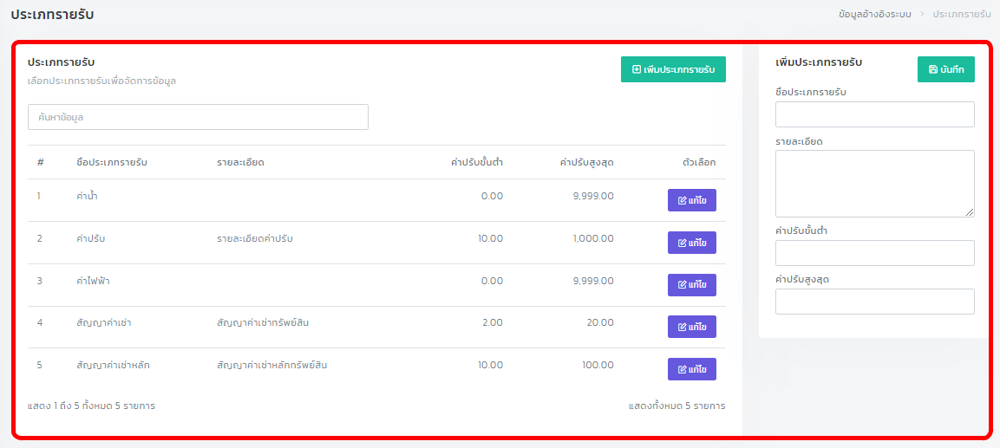 ประเภทรายรับ
ข้อมูลอ้างอิงระบบ > ประเภทรายรับ
ประเภทรายรับ
เลือกประเภทรายรับเพื่อจัดการข้อมูล
เพิ่มประเภทรายรับ
ค้นหาข้อมูล
# ชื่อประเภทรายรับ รายละเอียด ค่าปรับขั้นต่ำ ค่าปรับสูงสุด ตัวเลือก
1 ค่าน้ำ 0.00 9,999.00 แก้ไข
2 ค่าปรับ รายละเอียดค่าปรับ 10.00 1,000.00 แก้ไข
3 ค่าไฟฟ้า 0.00 9,999.00 แก้ไข
4 สัญญาค่าเช่า สัญญาค่าเช่าทรัพย์สิน 2.00 20.00 แก้ไข
5 สัญญาค่าเช่าหลัก สัญญาค่าเช่าหลักทรัพย์สิน 10.00 100.00 แก้ไข
แสดง 1 ถึง 5 ทั้งหมด 5 รายการ
แสดงทั้งหมด 5 รายการ
เพิ่มประเภทรายรับ
บันทึก
ชื่อประเภทรายรับ
รายละเอียด
ค่าปรับขั้นต่ำ
ค่าปรับสูงสุด